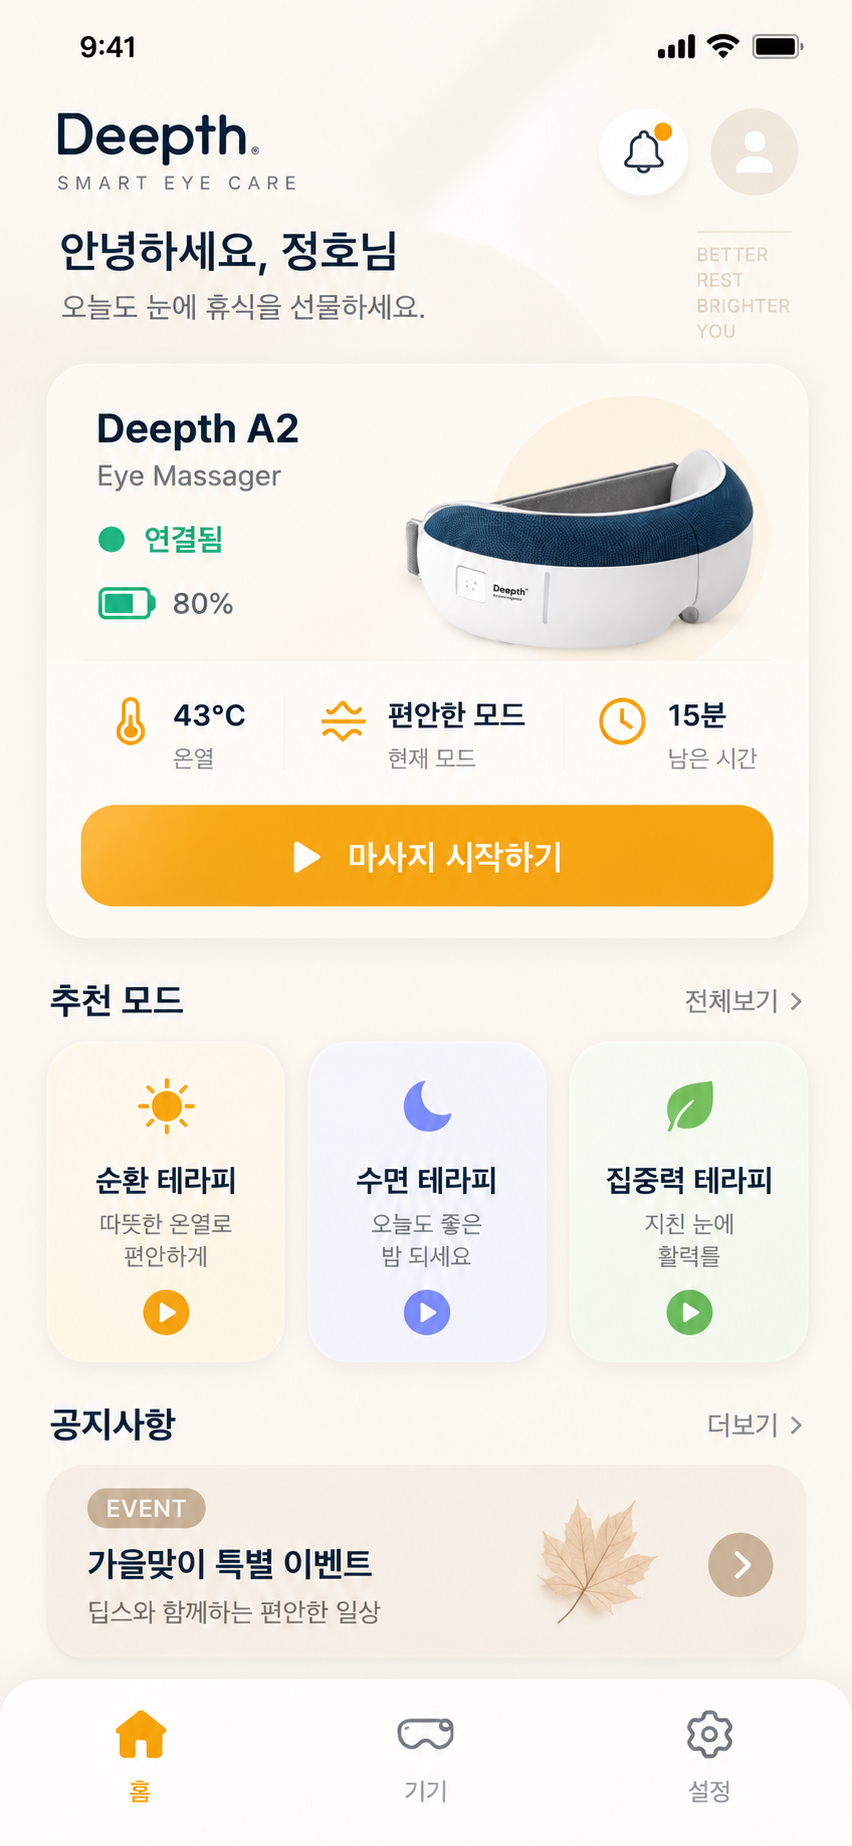 9:41
Deepth®
SMART EYE CARE
안녕하세요, 정호님
오늘도 눈에 휴식을 선물하세요.
BETTER
REST
BRIGHTER
YOU
Deepth A2
Eye Massager
연결됨
80%
Deepth
43°C
온열
편안한 모드
현재 모드
15분
남은 시간
마사지 시작하기
추천 모드
전체보기
순환 테라피
따뜻한 온열로
편안하게
수면 테라피
오늘도 좋은
밤 되세요
집중력 테라피
지친 눈에
활력를
공지사항
더보기
EVENT
가을맞이 특별 이벤트
딥스와 함께하는 편안한 일상
홈
기기
설정